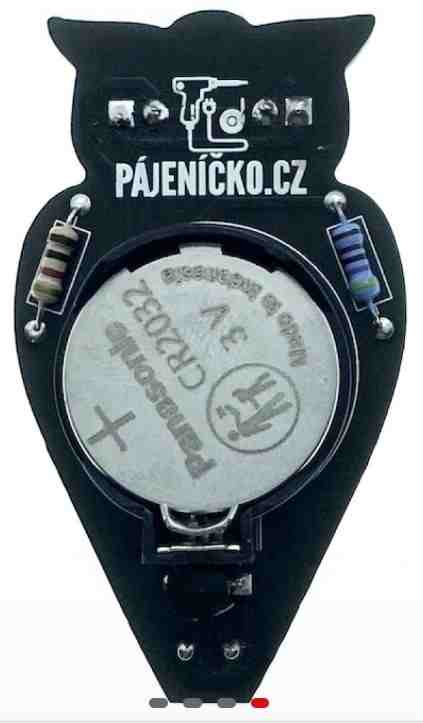 PÁJENÍČKO.CZ
Made in Indonesia
3 V
CR2032
Panasonic
+